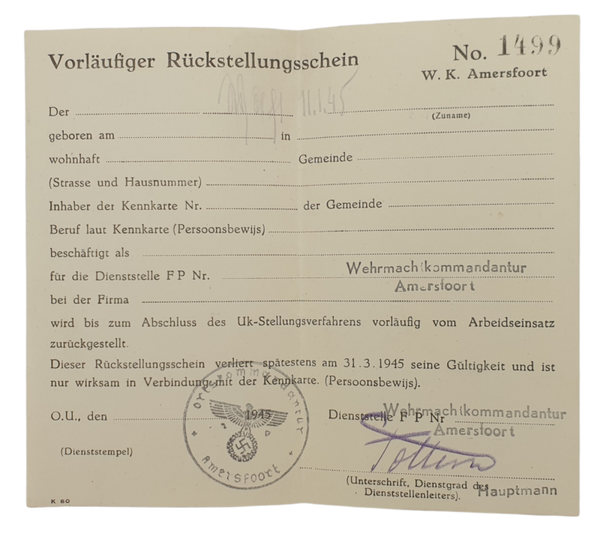 Vorläufiger Rückstellungsschein
No. 1499
W. K. Amersfoort
11.1.45
Der
(Zuname)
geboren am in
wohnhaft Gemeinde
(Strasse und Hausnummer)
Inhaber der Kennkarte Nr. der Gemeinde
Beruf laut Kennkarte (Persoonsbewijs)
beschäftigt als
für die Dienststelle F P Nr. Wehrmachtkommandantur
Amersfoort
bei der Firma
wird bis zum Abschluss des Uk-Stellungsverfahrens vorläufig vom Arbeidseinsatz
zurückgestellt.
Dieser Rückstellungsschein verliert spätestens am 31.3.1945 seine Gültigkeit und ist
nur wirksam in Verbindung mit der Kennkarte. (Persoonsbewijs).
O.U., den 1945
Dienststelle F P Nr Wehrmachtkommandantur
Amersfoort
Ortskommandantur
Amersfoort
(Dienststempel)
(Unterschrift, Dienstgrad des
Dienststellenleiters). Hauptmann
K 80